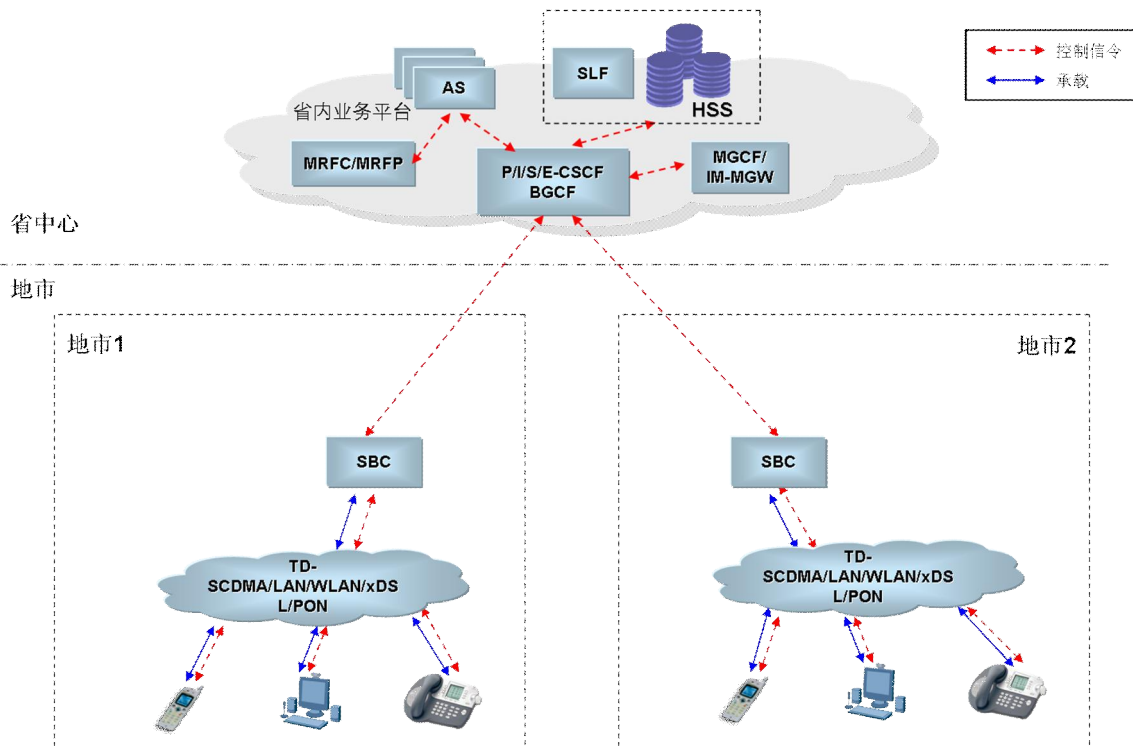 控制信令
承载
SLF
HSS
AS
省内业务平台
MRFC/MRFP
P/I/S/E-CSCF
BGCF
MGCF/
IM-MGW
省中心
地市
地市1
地市2
SBC
SBC
TD-
SCDMA/LAN/WLAN/xDS
L/PON
TD-
SCDMA/LAN/WLAN/xDS
L/PON